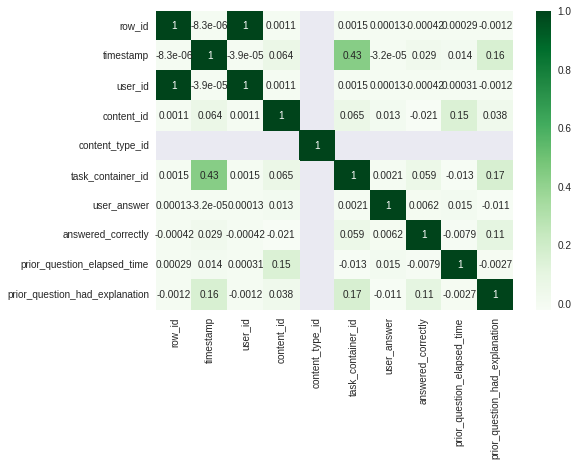 row_id 1 -8.3e-06 1 0.0011 0.0015 0.00013 -0.00042 0.00029 -0.0012
timestamp -8.3e-06 1 -3.9e-05 0.064 0.43 -3.2e-05 0.029 0.014 0.16
user_id 1 -3.9e-05 1 0.0011 0.0015 0.00013 -0.00042 0.00031 -0.0012
content_id 0.0011 0.064 0.0011 1 0.065 0.013 -0.021 0.15 0.038
content_type_id 1
task_container_id 0.0015 0.43 0.0015 0.065 1 0.0021 0.059 -0.013 0.17
user_answer 0.00013 -3.2e-05 0.00013 0.013 0.0021 1 0.0062 0.015 -0.011
answered_correctly -0.00042 0.029 -0.00042 -0.021 0.059 0.0062 1 -0.0079 0.11
prior_question_elapsed_time 0.00029 0.014 0.00031 0.15 -0.013 0.015 -0.0079 1 -0.0027
prior_question_had_explanation -0.0012 0.16 -0.0012 0.038 0.17 -0.011 0.11 -0.0027 1
row_id
timestamp
user_id
content_id
content_type_id
task_container_id
user_answer
answered_correctly
prior_question_elapsed_time
prior_question_had_explanation
1.0
0.8
0.6
0.4
0.2
0.0